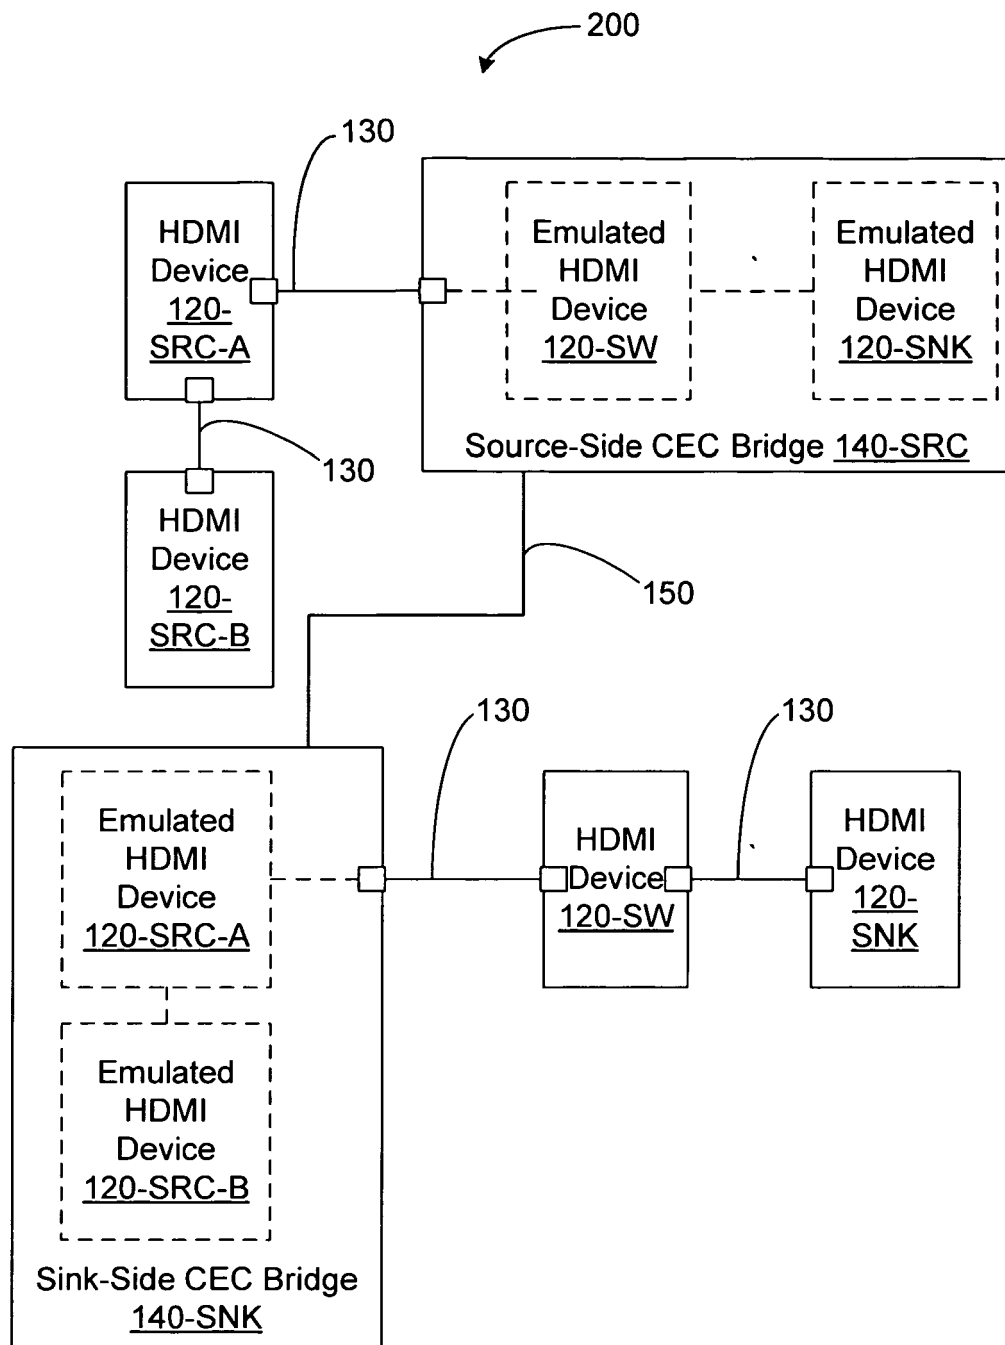 200
130
HDMI
Device
120-
SRC-A
Emulated
HDMI
Device
120-SW
Emulated
HDMI
Device
120-SNK
Source-Side CEC Bridge 140-SRC
130
HDMI
Device
120-
SRC-B
150
130
130
Emulated
HDMI
Device
120-SRC-A
HDMI
Device
120-SW
HDMI
Device
120-
SNK
Emulated
HDMI
Device
120-SRC-B
Sink-Side CEC Bridge
140-SNK